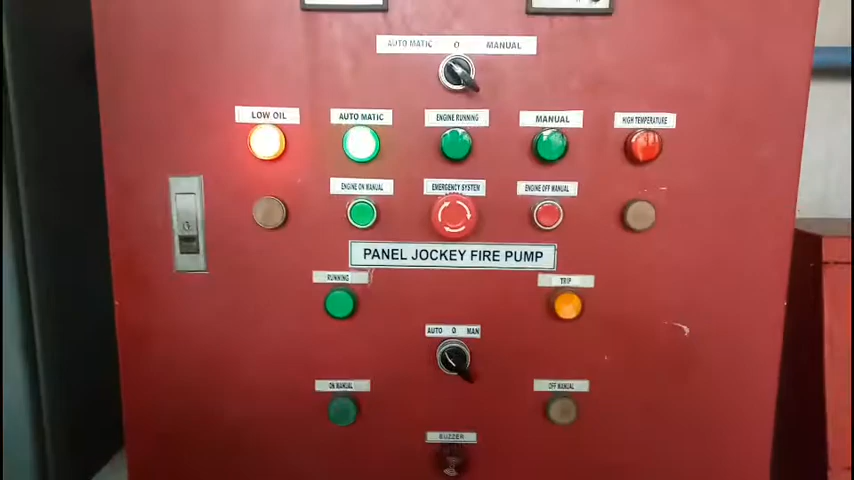 AUTO MATIC O MANUAL
LOW OIL
AUTO MATIC
ENGINE RUNNING
MANUAL
HIGH TEMPERATURE
ENGINE ON MANUAL
EMERGENCY SYSTEM
ENGINE OFF MANUAL
PANEL JOCKEY FIRE PUMP
RUNNING
TRIP
AUTO O MAN
ON MANUAL
OFF MANUAL
BUZZER